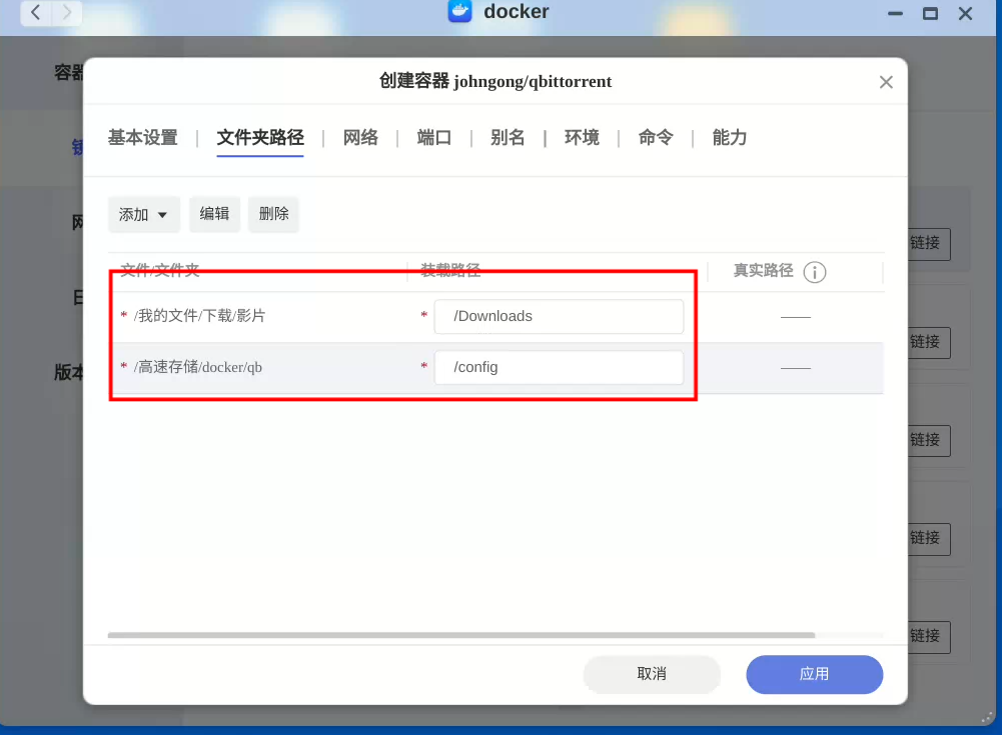 docker
容器
创建容器 johngong/qbittorrent
基本设置 | 文件夹路径 | 网络 | 端口 | 别名 | 环境 | 命令 | 能力
添加 编辑 删除
文件/文件夹 装载路径 真实路径
* /我的文件/下载/影片 * /Downloads
* /高速存储/docker/qb * /config
版本
链接
链接
链接
链接
链接
取消 应用